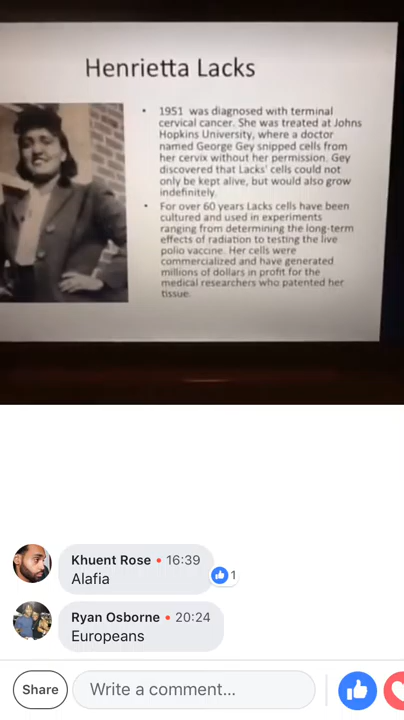 Henrietta Lacks
• 1951 was diagnosed with terminal
cervical cancer. She was treated at Johns
Hopkins University, where a doctor
named George Gey snipped cells from
her cervix without her permission. Gey
discovered that Lacks' cells could not
only be kept alive, but would also grow
indefinitely.
• For over 60 years Lacks cells have been
cultured and used in experiments
ranging from determining the long-term
effects of radiation to testing the live
polio vaccine. Her cells were
commercialized and have generated
millions of dollars in profit for the
medical researchers who patented her
tissue.
Khuent Rose • 16:39
Alafia
1
Ryan Osborne • 20:24
Europeans
Share
Write a comment...